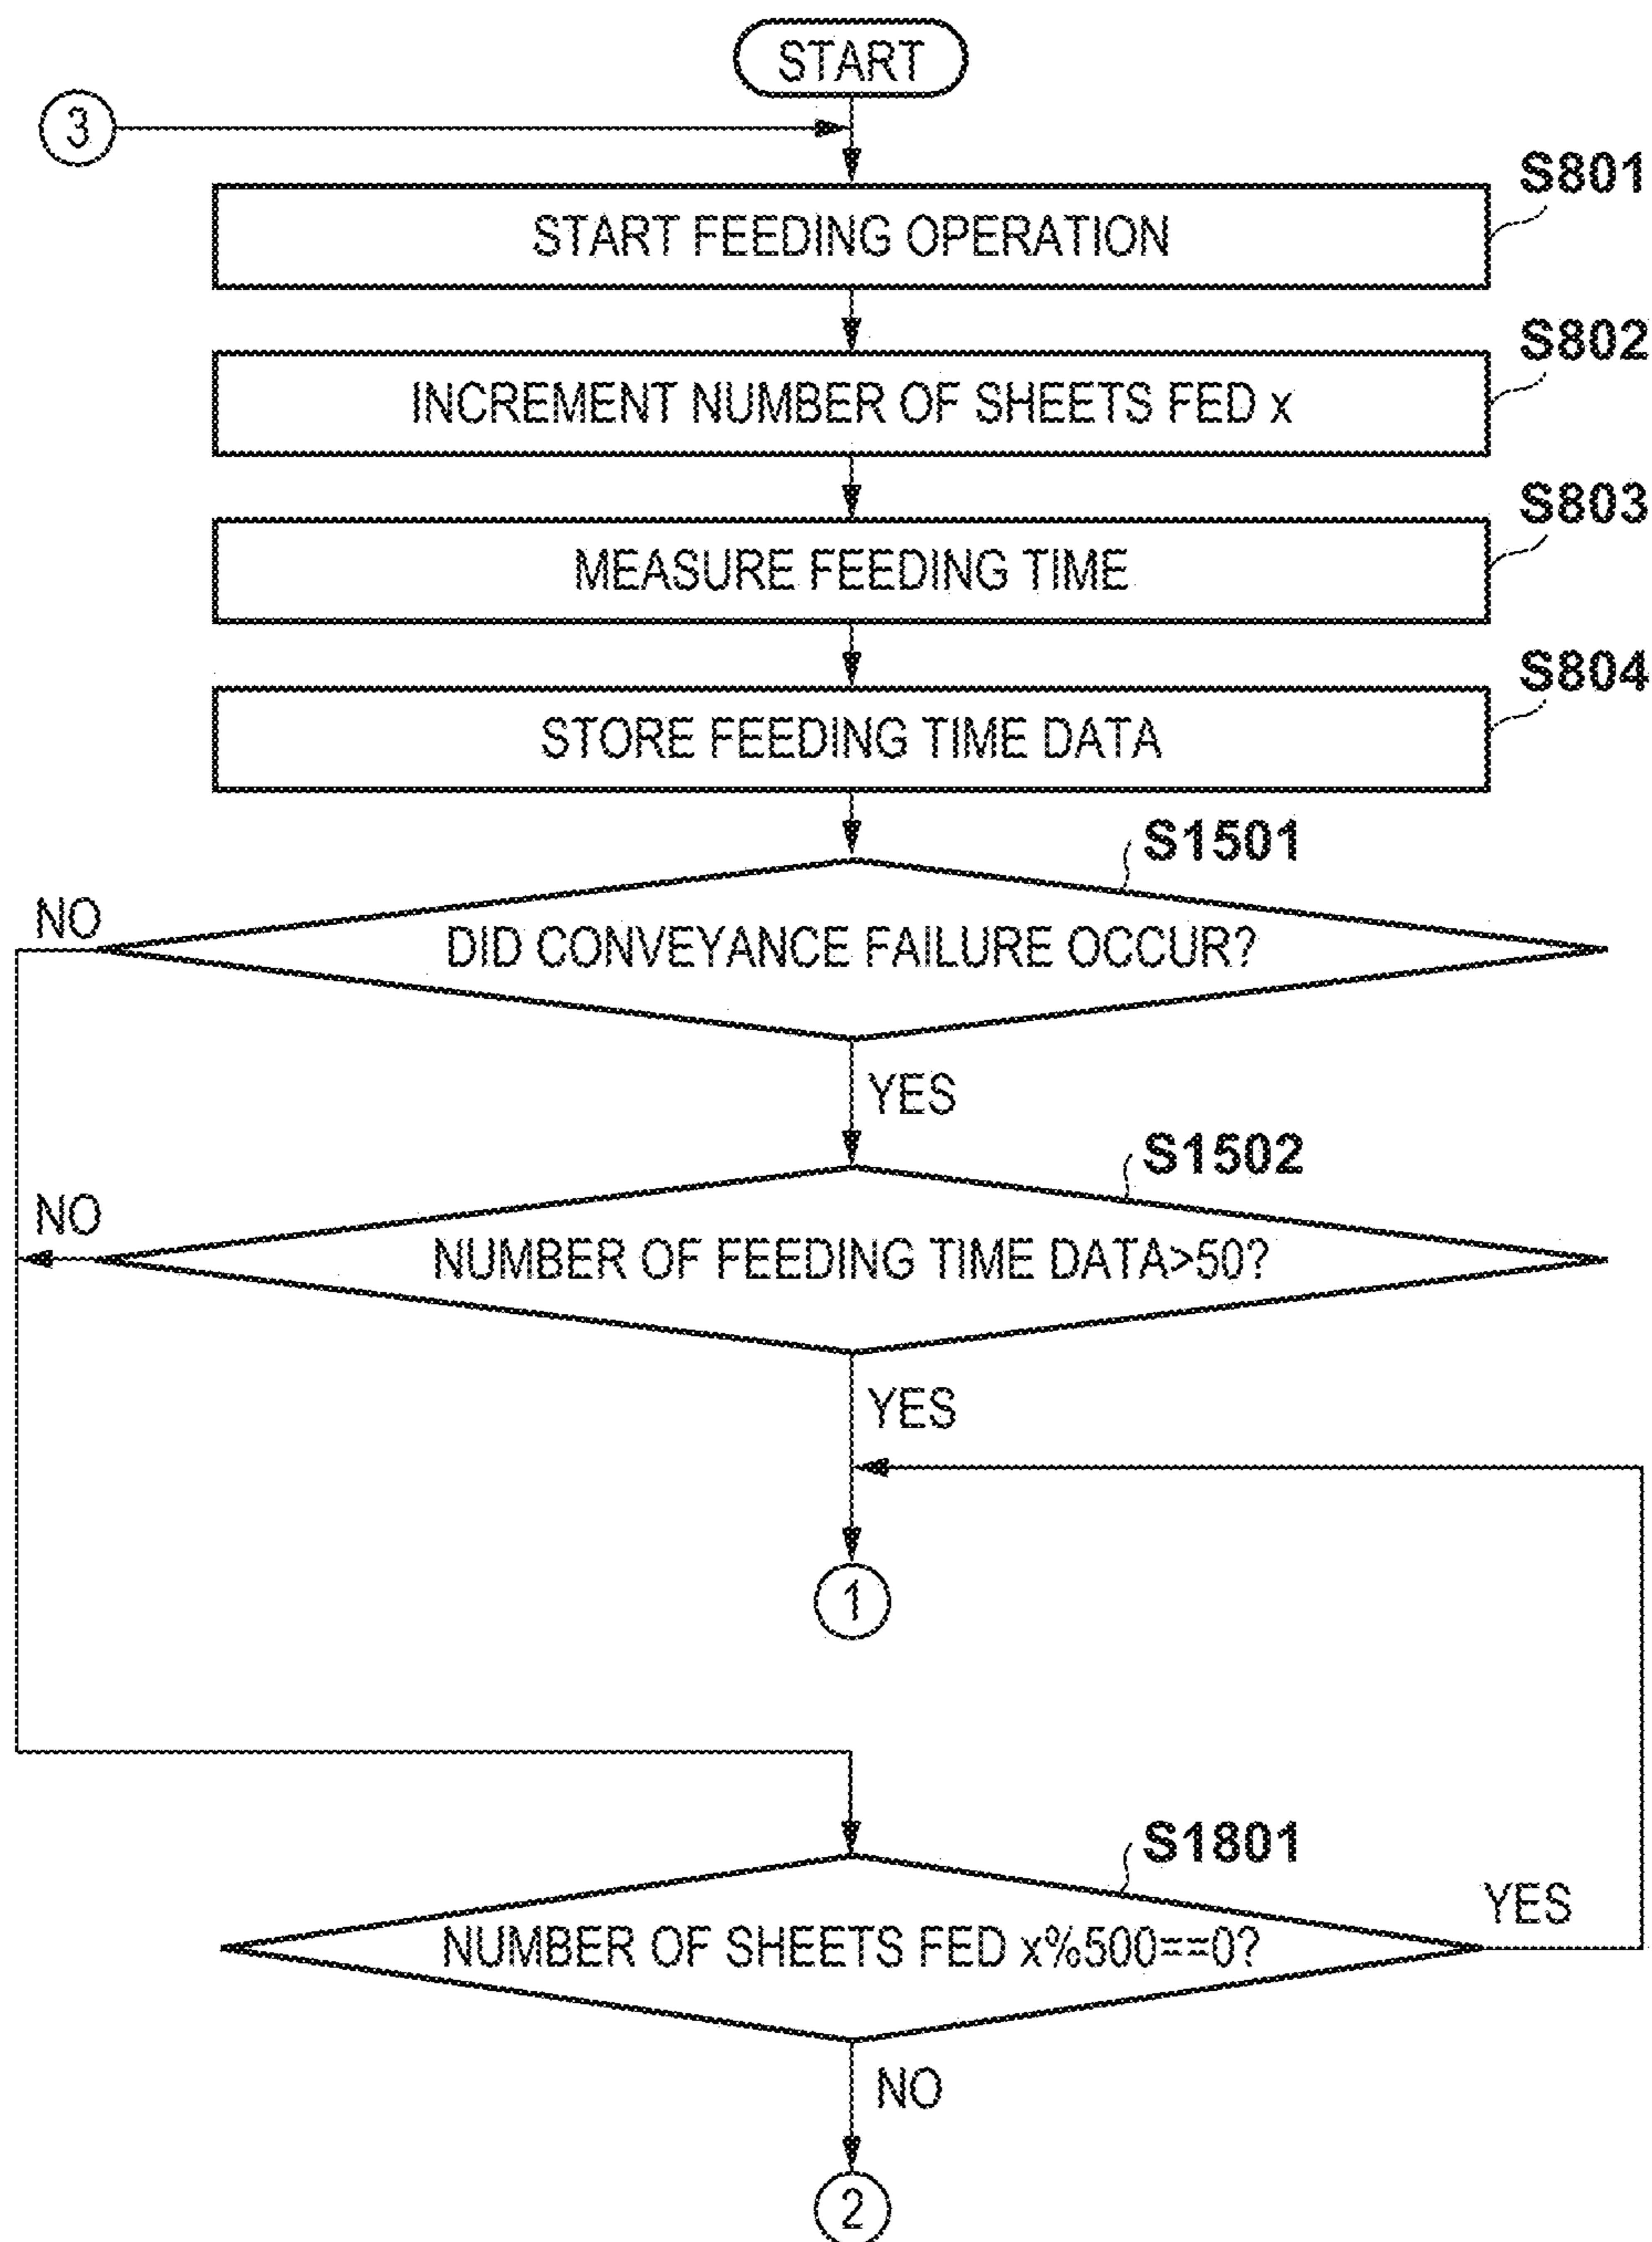 START
3
S801
START FEEDING OPERATION
S802
INCREMENT NUMBER OF SHEETS FED x
S803
MEASURE FEEDING TIME
S804
STORE FEEDING TIME DATA
S1501
NO
DID CONVEYANCE FAILURE OCCUR?
YES
S1502
NO
NUMBER OF FEEDING TIME DATA>50?
YES
1
S1801
YES
NUMBER OF SHEETS FED x%500==0?
NO
2